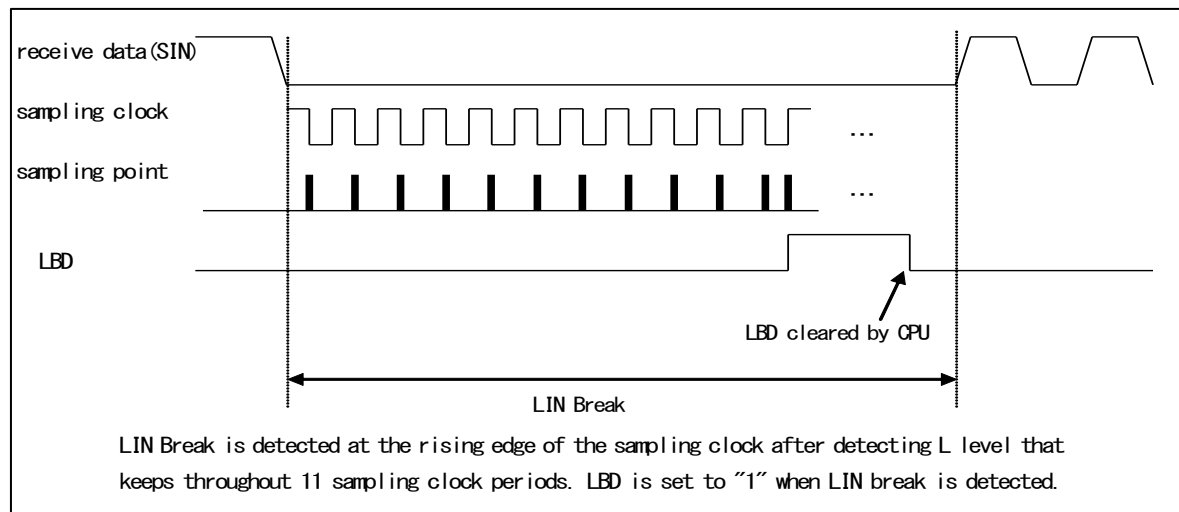 receive data(SIN)
sampling clock
...
sampling point
...
LBD
LBD cleared by CPU
LIN Break
LIN Break is detected at the rising edge of the sampling clock after detecting L level that
keeps throughout 11 sampling clock periods. LBD is set to "1" when LIN break is detected.